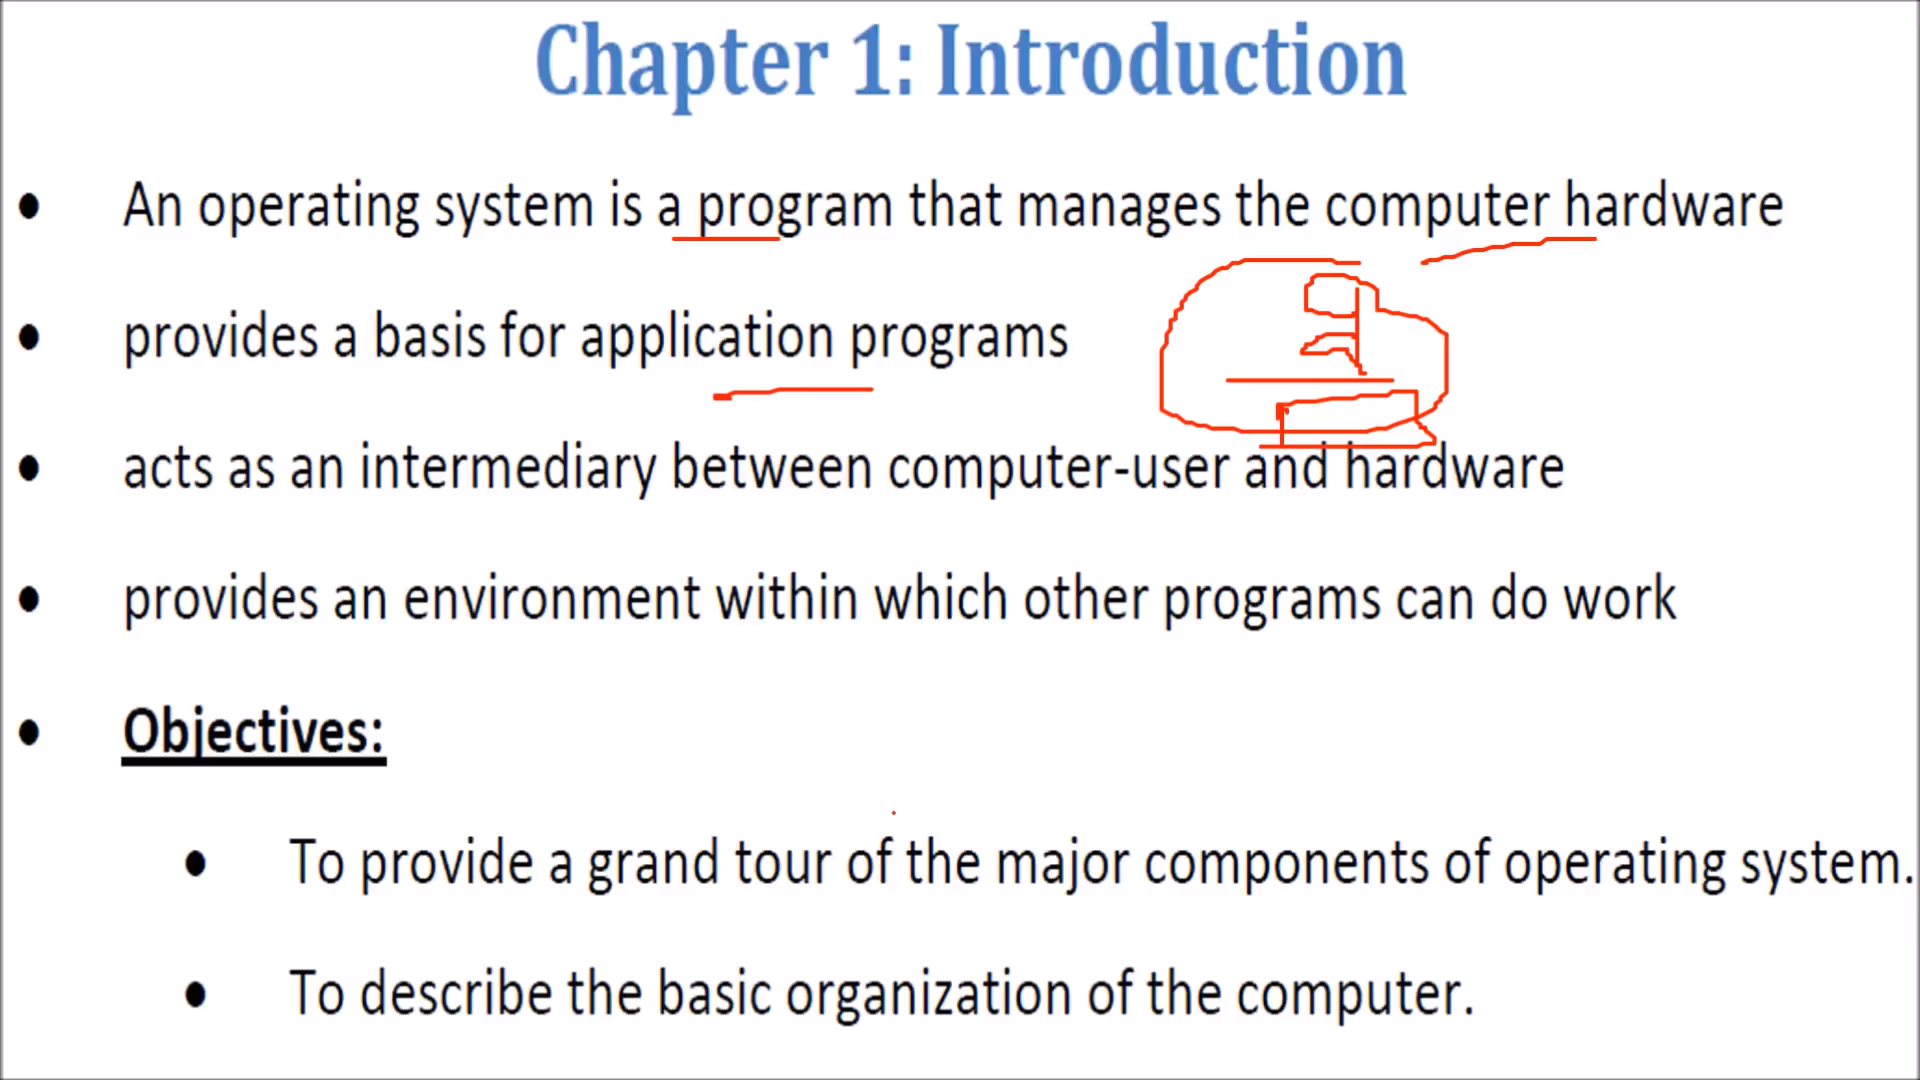 Chapter 1: Introduction
• An operating system is a program that manages the computer hardware
• provides a basis for application programs
• acts as an intermediary between computer-user and hardware
• provides an environment within which other programs can do work
• Objectives:
• To provide a grand tour of the major components of operating system.
• To describe the basic organization of the computer.